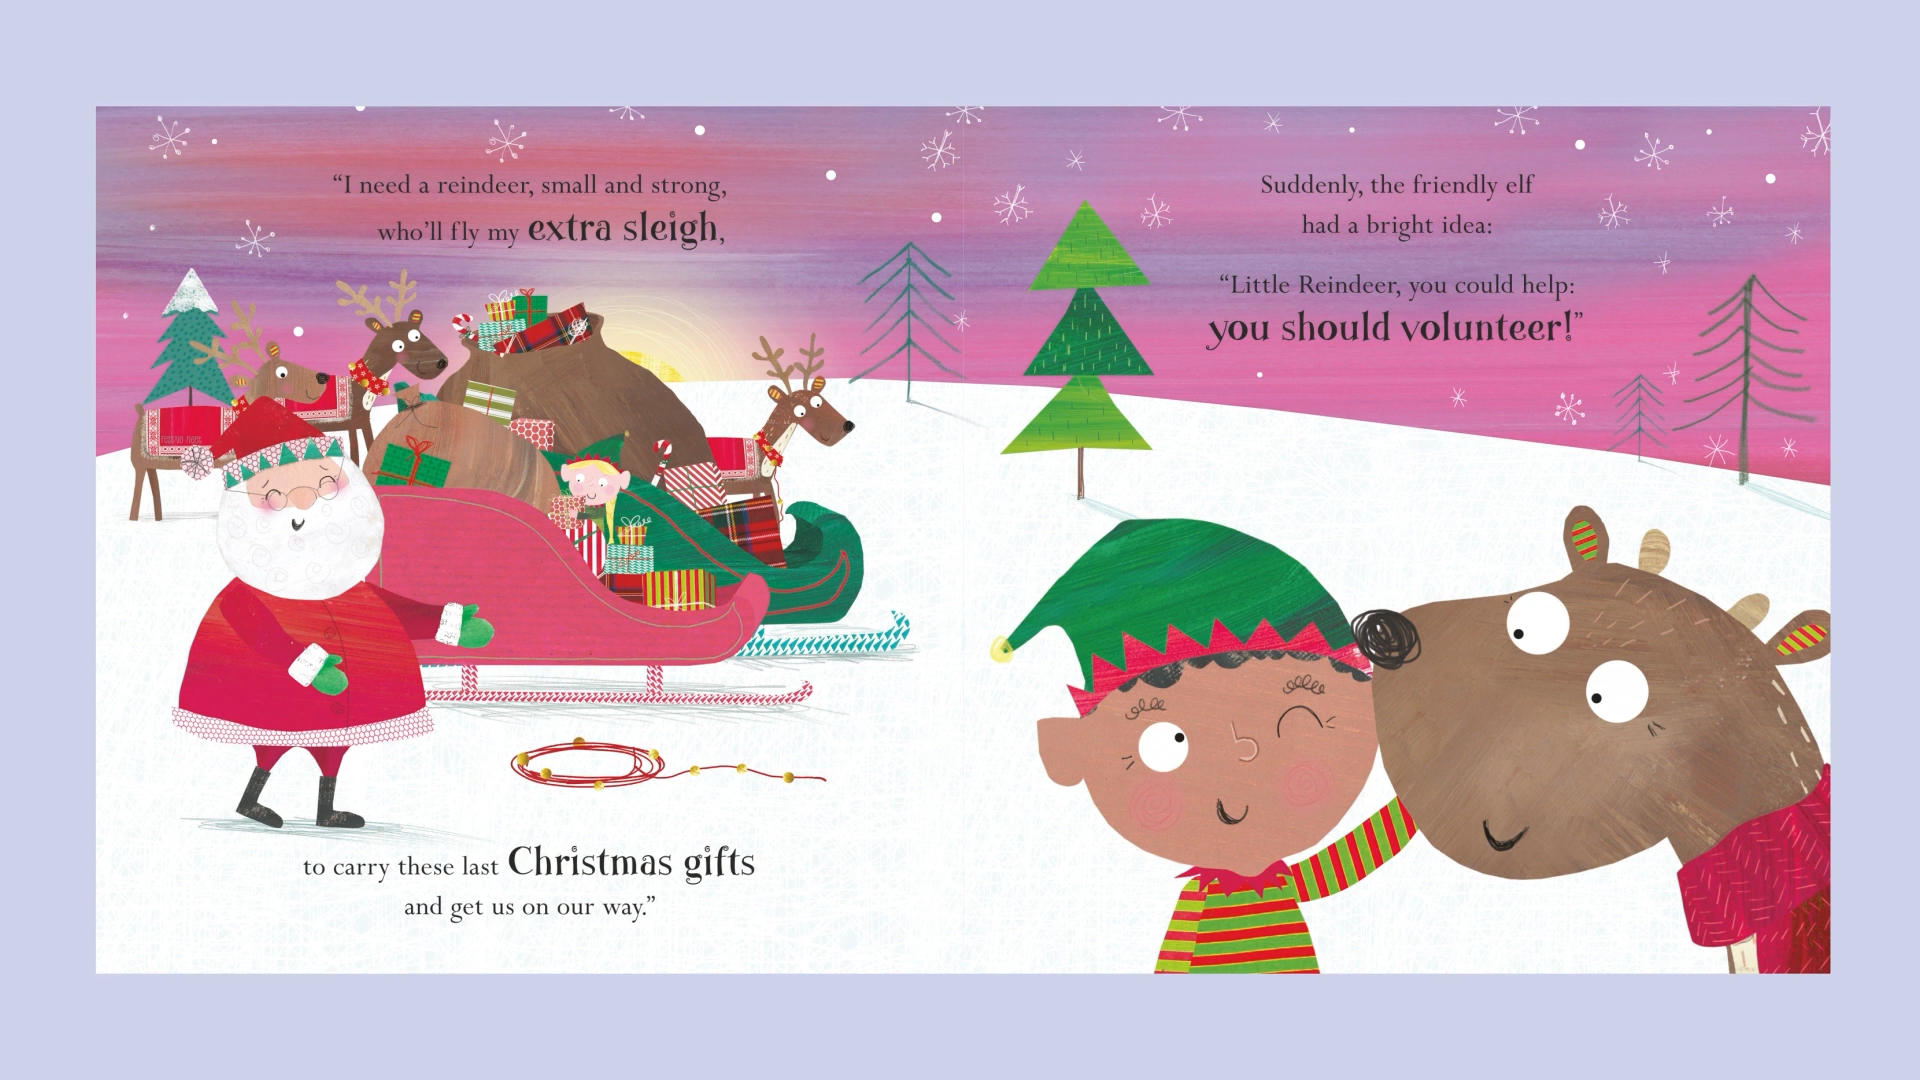 “I need a reindeer, small and strong,
who’ll fly my extra sleigh,
to carry these last Christmas gifts
and get us on our way.”
Suddenly, the friendly elf
had a bright idea:
“Little Reindeer, you could help:
you should volunteer!”